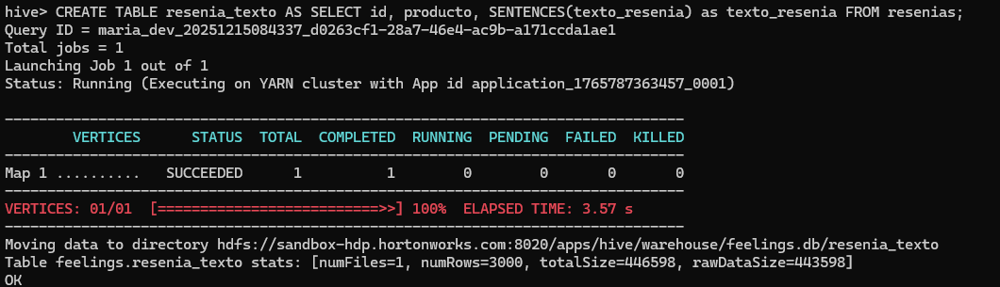 hive> CREATE TABLE resenia_texto AS SELECT id, producto, SENTENCES(texto_resenia) as texto_resenia FROM resenias;
Query ID = maria_dev_20251215084337_d0263cf1-28a7-46e4-ac9b-a171ccda1ae1
Total jobs = 1
Launching Job 1 out of 1
Status: Running (Executing on YARN cluster with App id application_1765787363457_0001)
--------------------------------------------------------------------------------
VERTICES STATUS TOTAL COMPLETED RUNNING PENDING FAILED KILLED
--------------------------------------------------------------------------------
Map 1 .......... SUCCEEDED 1 1 0 0 0 0
--------------------------------------------------------------------------------
VERTICES: 01/01 [==========================>>] 100% ELAPSED TIME: 3.57 s
--------------------------------------------------------------------------------
Moving data to directory hdfs://sandbox-hdp.hortonworks.com:8020/apps/hive/warehouse/feelings.db/resenia_texto
Table feelings.resenia_texto stats: [numFiles=1, numRows=3000, totalSize=446598, rawDataSize=443598]
OK